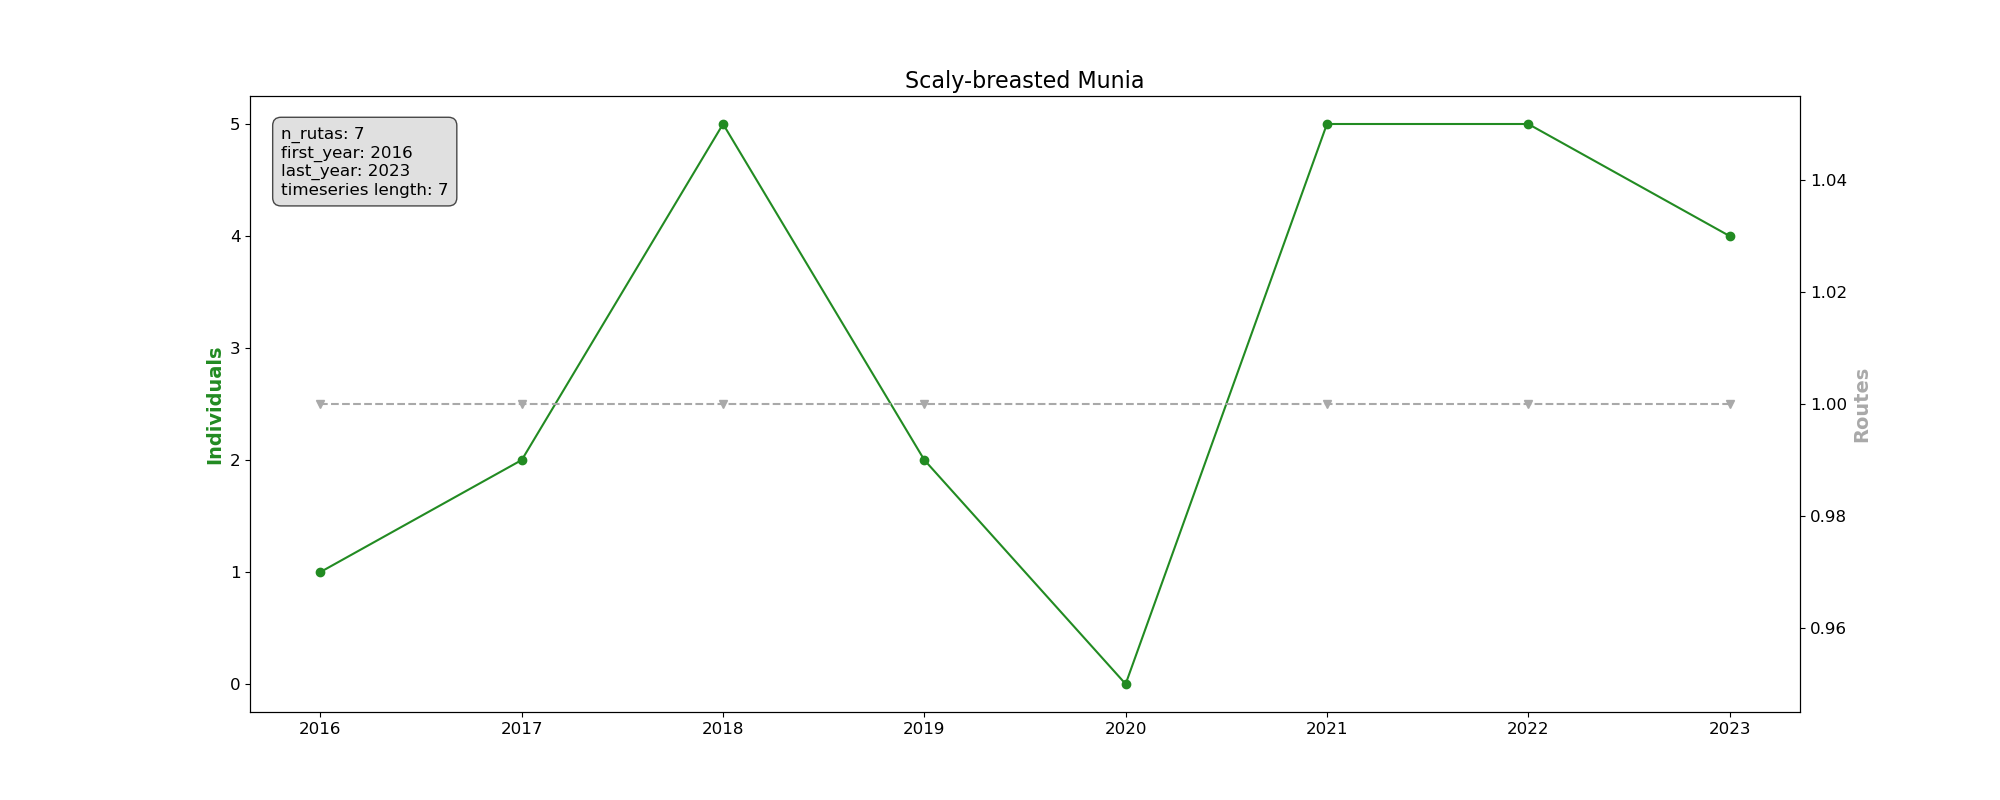 Scaly-breasted Munia
n_rutas: 7
first_year: 2016
last_year: 2023
timeseries length: 7
Individuals
5
4
3
2
1
0
2016 2017 2018 2019 2020 2021 2022 2023
1.04
1.02
1.00
0.98
0.96
Routes